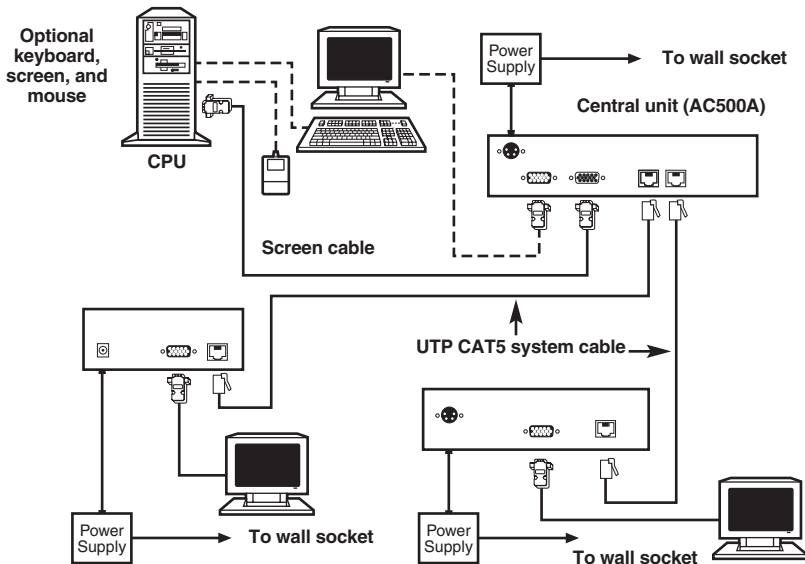 Optional
keyboard,
screen, and
mouse
CPU
Power
Supply
To wall socket
Central unit (AC500A)
Screen cable
UTP CAT5 system cable
Power
Supply
To wall socket
Power
Supply
To wall socket